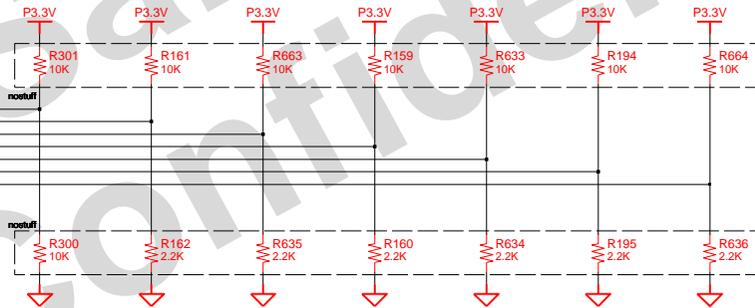 P3.3V P3.3V P3.3V P3.3V P3.3V P3.3V P3.3V
R301 R161 R663 R159 R633 R194 R664
10K 10K 10K 10K 10K 10K 10K
nostuff
nostuff
R300 R162 R635 R160 R634 R195 R636
10K 2.2K 2.2K 2.2K 2.2K 2.2K 2.2K